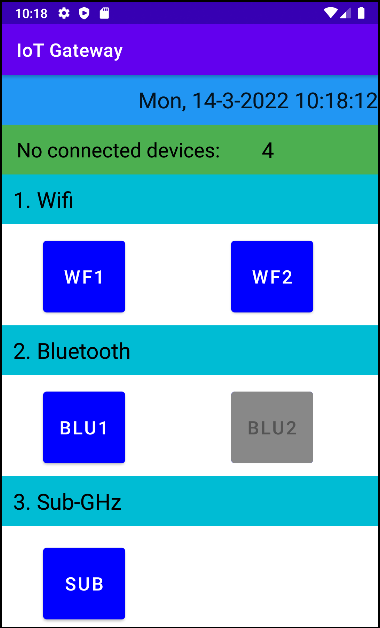 10:18
IoT Gateway
Mon, 14-3-2022 10:18:12
No connected devices: 4
1. Wifi
WF1 WF2
2. Bluetooth
BLU1 BLU2
3. Sub-GHz
SUB